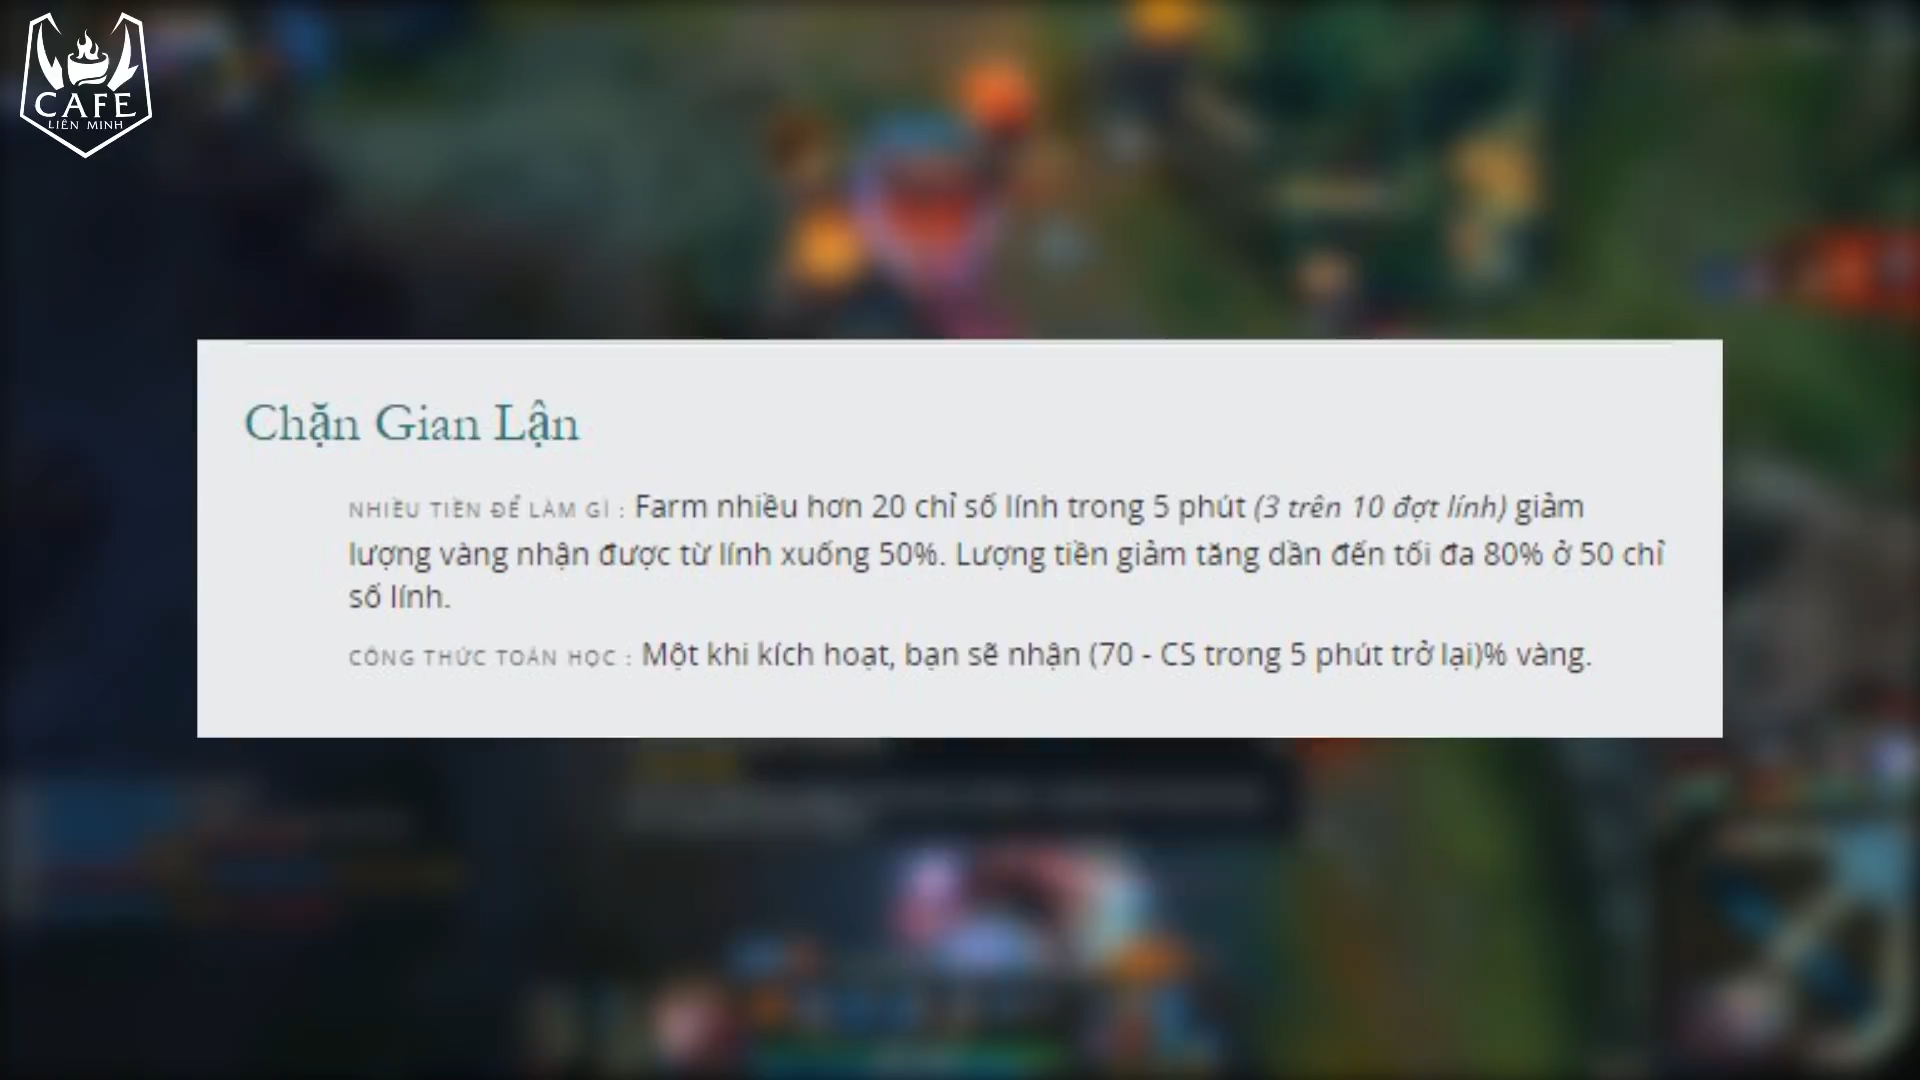 CAFE
LIÊN MINH
Chặn Gian Lận
NHIỀU TIỀN ĐỂ LÀM GÌ : Farm nhiều hơn 20 chỉ số lính trong 5 phút (3 trên 10 đợt lính) giảm
lượng vàng nhận được từ lính xuống 50%. Lượng tiền giảm tăng dần đến tối đa 80% ở 50 chỉ
số lính.
CÔNG THỨC TOÁN HỌC : Một khi kích hoạt, bạn sẽ nhận (70 - CS trong 5 phút trở lại)% vàng.